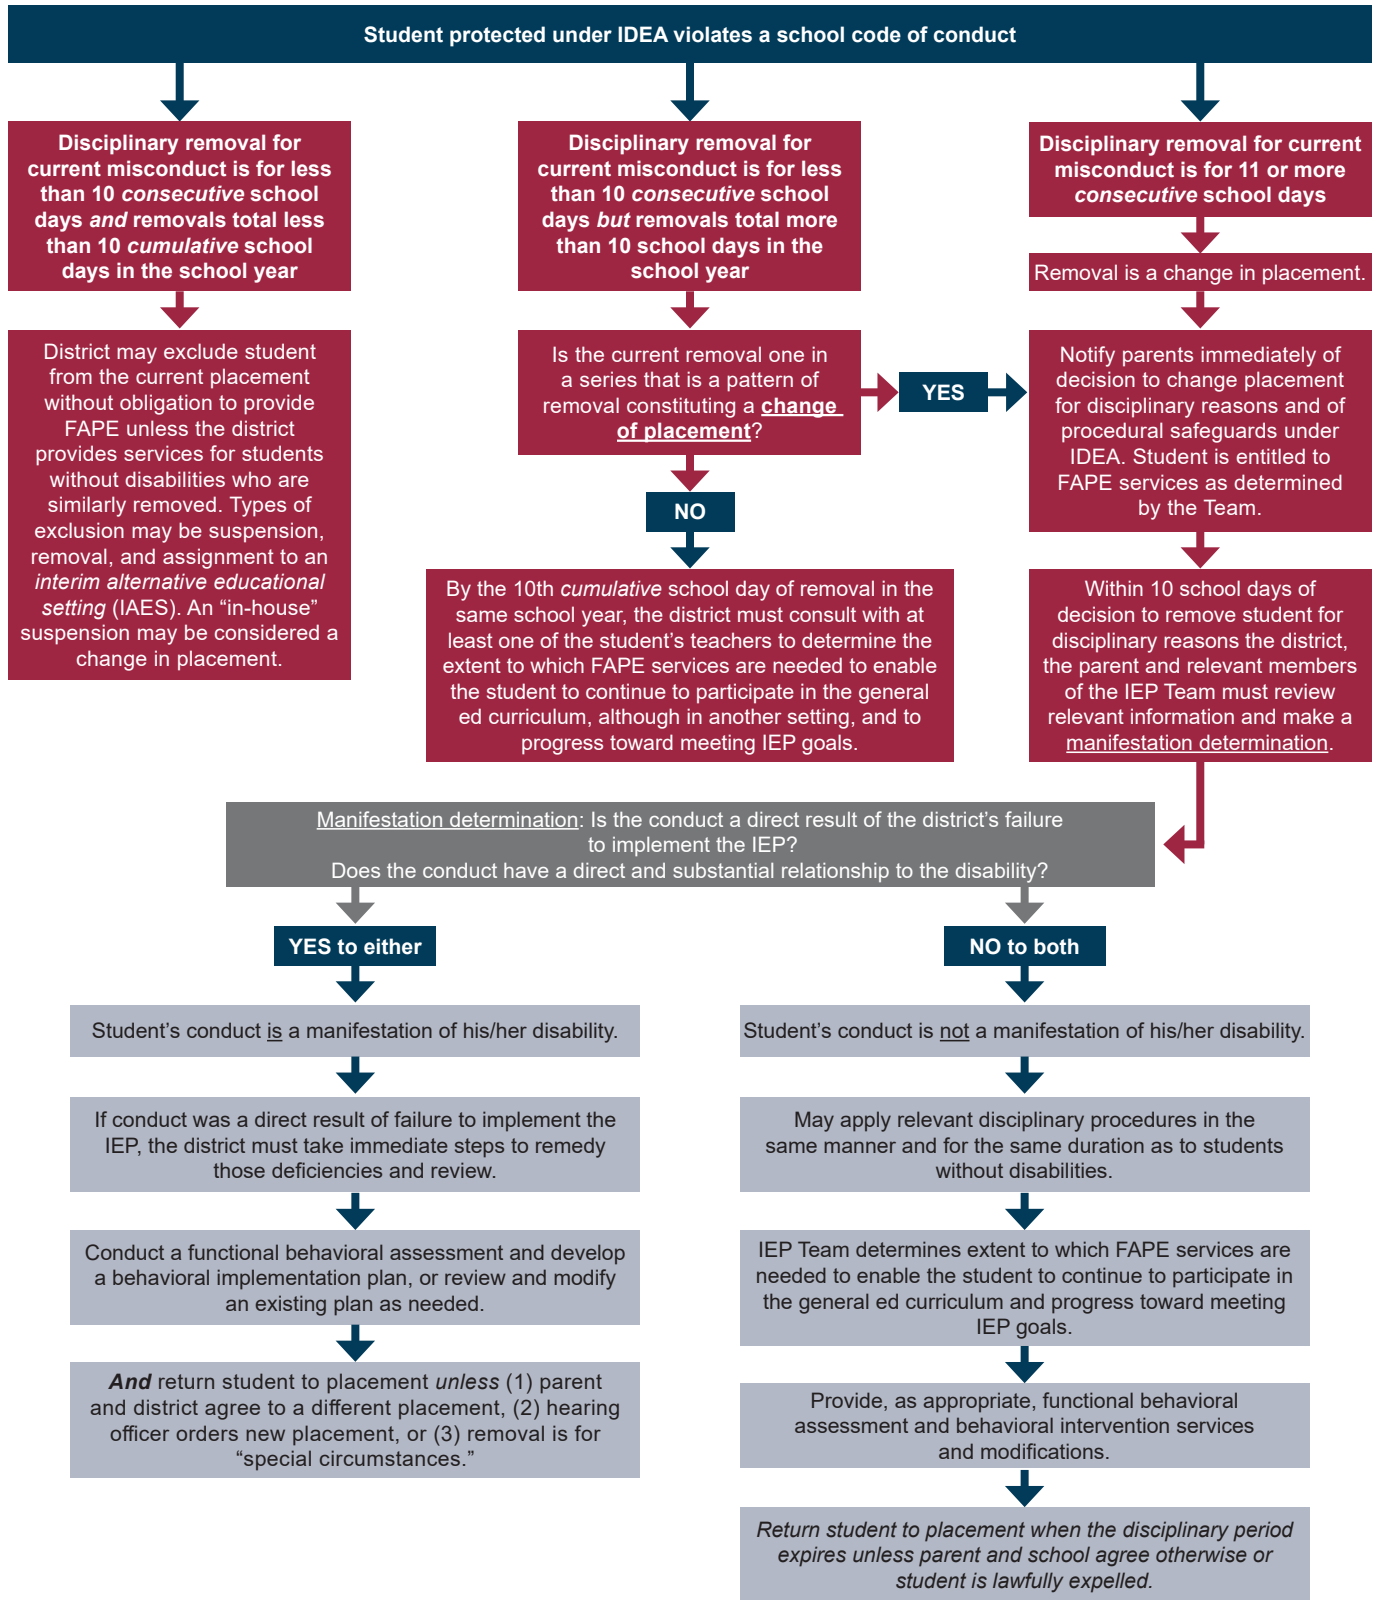 Student protected under IDEA violates a school code of conduct
Disciplinary removal for
current misconduct is for less
than 10 consecutive school
days and removals total less
than 10 cumulative school
days in the school year
District may exclude student
from the current placement
without obligation to provide
FAPE unless the district
provides services for students
without disabilities who are
similarly removed. Types of
exclusion may be suspension,
removal, and assignment to an
interim alternative educational
setting (IAES). An “in-house”
suspension may be considered a
change in placement.
Disciplinary removal for
current misconduct is for less
than 10 consecutive school
days but removals total more
than 10 school days in the
school year
Is the current removal one in
a series that is a pattern of
removal constituting a change
of placement?
YES
NO
By the 10th cumulative school day of removal in the
same school year, the district must consult with at
least one of the student’s teachers to determine the
extent to which FAPE services are needed to enable
the student to continue to participate in the general
ed curriculum, although in another setting, and to
progress toward meeting IEP goals.
Disciplinary removal for current
misconduct is for 11 or more
consecutive school days
Removal is a change in placement.
Notify parents immediately of
decision to change placement
for disciplinary reasons and of
procedural safeguards under
IDEA. Student is entitled to
FAPE services as determined
by the Team.
Within 10 school days of
decision to remove student for
disciplinary reasons the district,
the parent and relevant members
of the IEP Team must review
relevant information and make a
manifestation determination.
Manifestation determination: Is the conduct a direct result of the district’s failure
to implement the IEP?
Does the conduct have a direct and substantial relationship to the disability?
YES to either
Student’s conduct is a manifestation of his/her disability.
If conduct was a direct result of failure to implement the
IEP, the district must take immediate steps to remedy
those deficiencies and review.
Conduct a functional behavioral assessment and develop
a behavioral implementation plan, or review and modify
an existing plan as needed.
And return student to placement unless (1) parent
and district agree to a different placement, (2) hearing
officer orders new placement, or (3) removal is for
“special circumstances.”
NO to both
Student’s conduct is not a manifestation of his/her disability.
May apply relevant disciplinary procedures in the
same manner and for the same duration as to students
without disabilities.
IEP Team determines extent to which FAPE services are
needed to enable the student to continue to participate in
the general ed curriculum and progress toward meeting
IEP goals.
Provide, as appropriate, functional behavioral
assessment and behavioral intervention services
and modifications.
Return student to placement when the disciplinary period
expires unless parent and school agree otherwise or
student is lawfully expelled.